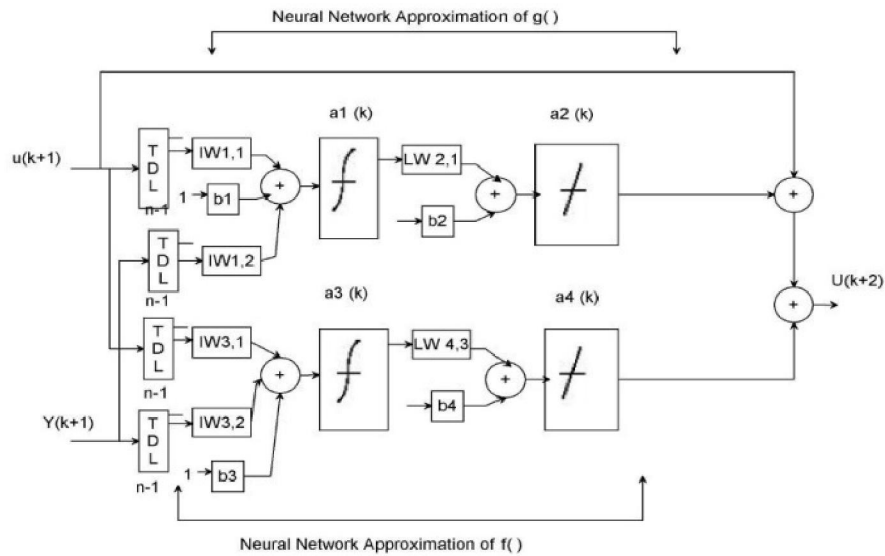 Neural Network Approximation of g( )
a1 (k)
a2 (k)
u(k+1)
T
D
L
n-1
IW1,1
1
b1
+
LW 2,1
b2
+
+
T
D
L
n-1
IW1,2
U(k+2)
a3 (k)
a4 (k)
+
T
D
L
n-1
IW3,1
+
LW 4,3
b4
+
Y(k+1)
T
D
L
n-1
IW3,2
1
b3
Neural Network Approximation of f( )